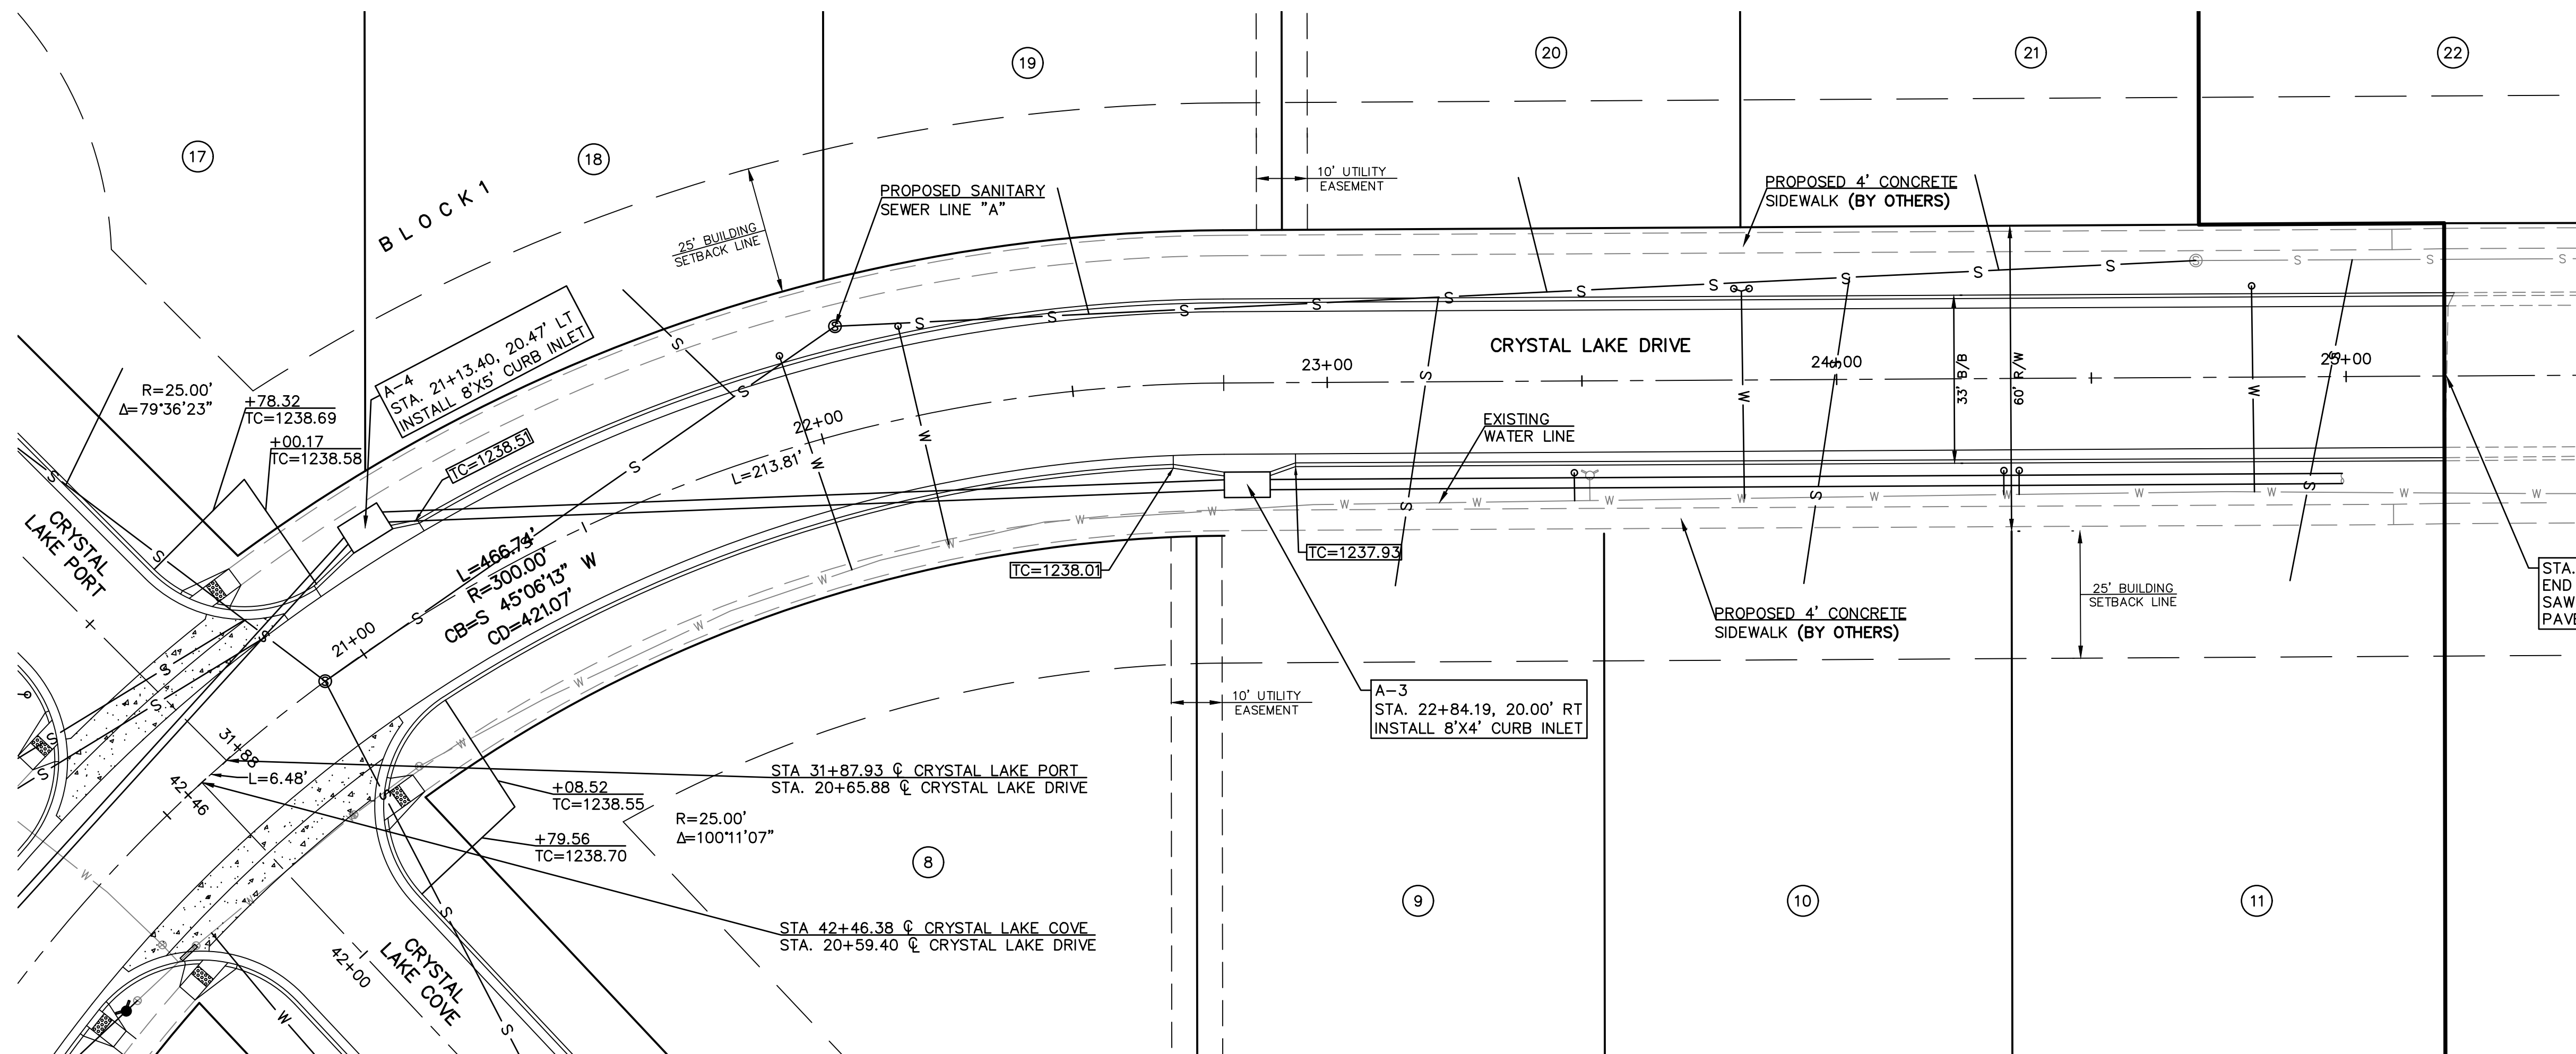 17
18
19
20
21
22
BLOCK 1
PROPOSED SANITARY
SEWER LINE "A"
25' BUILDING
SETBACK LINE
10' UTILITY
EASEMENT
PROPOSED 4' CONCRETE
SIDEWALK (BY OTHERS)
R=25.00'
Δ=79°36'23"
+78.32
TC=1238.69
+00.17
TC=1238.58
A-4
STA. 21+13.40, 20.47' LT
INSTALL 8'X5' CURB INLET
TC=1238.51
CRYSTAL LAKE DRIVE
21+00
22+00
23+00
24+00
25+00
33' B/B
60' R/W
L=213.81'
EXISTING
WATER LINE
L=466.74'
R=300.00'
CB=S 45°06'13" W
CD=421.07'
TC=1238.01
TC=1237.93
CRYSTAL
LAKE PORT
PROPOSED 4' CONCRETE
SIDEWALK (BY OTHERS)
25' BUILDING
SETBACK LINE
STA.
END
SAW
PAVE
A-3
STA. 22+84.19, 20.00' RT
INSTALL 8'X4' CURB INLET
10' UTILITY
EASEMENT
31+88
L=6.48'
42+46
STA 31+87.93 ℄ CRYSTAL LAKE PORT
STA. 20+65.88 ℄ CRYSTAL LAKE DRIVE
+08.52
TC=1238.55
R=25.00'
Δ=100°11'07"
+79.56
TC=1238.70
8
9
10
11
STA 42+46.38 ℄ CRYSTAL LAKE COVE
STA. 20+59.40 ℄ CRYSTAL LAKE DRIVE
CRYSTAL
LAKE COVE
42+00